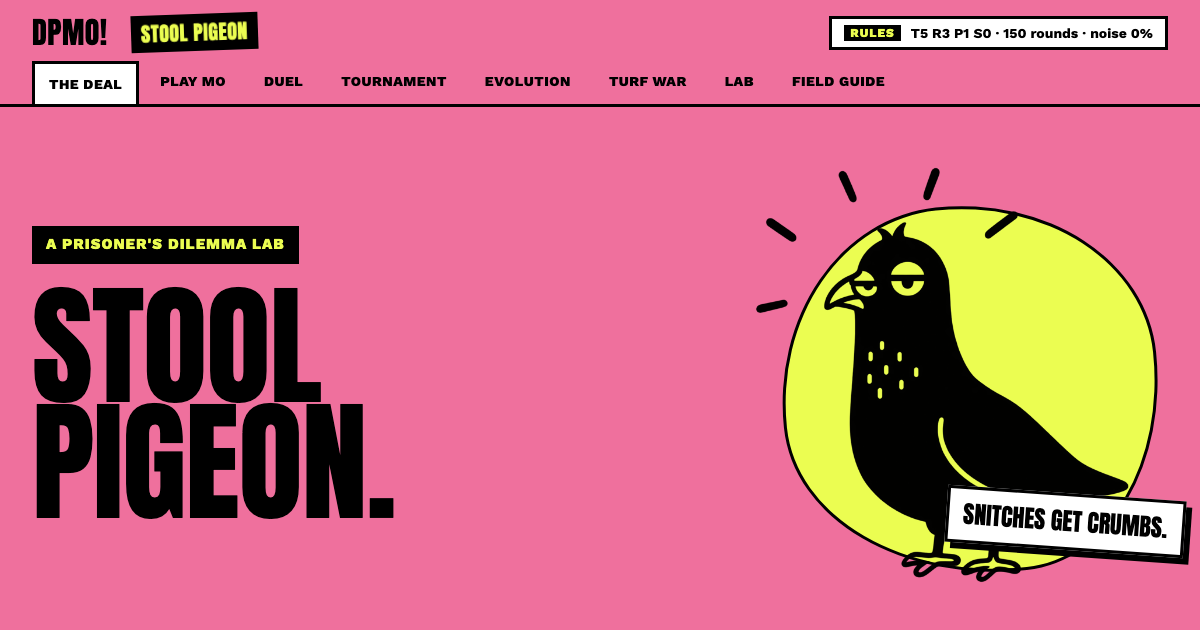 DPMO! STOOL PIGEON
RULES T5 R3 P1 S0 · 150 rounds · noise 0%
THE DEAL PLAY MO DUEL TOURNAMENT EVOLUTION TURF WAR LAB FIELD GUIDE
A PRISONER'S DILEMMA LAB
STOOL
PIGEON.
SNITCHES GET CRUMBS.